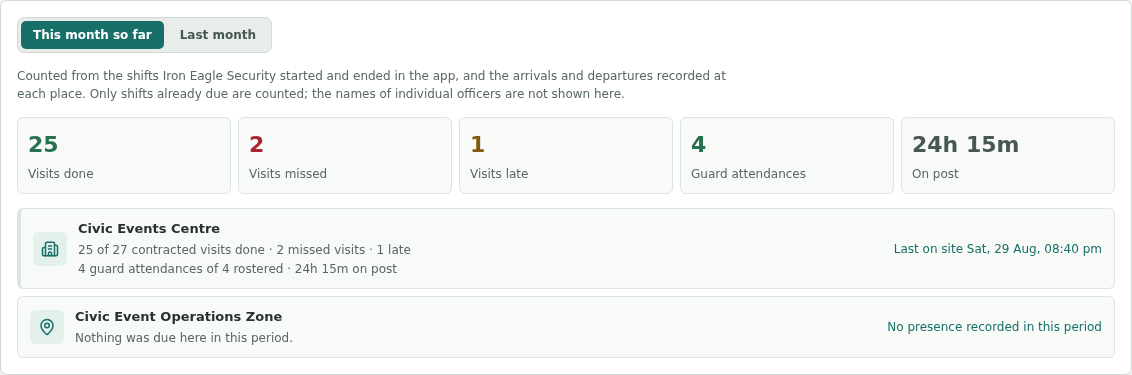 This month so far
Last month
Counted from the shifts Iron Eagle Security started and ended in the app, and the arrivals and departures recorded at
each place. Only shifts already due are counted; the names of individual officers are not shown here.
25
Visits done
2
Visits missed
1
Visits late
4
Guard attendances
24h 15m
On post
Civic Events Centre
25 of 27 contracted visits done · 2 missed visits · 1 late
4 guard attendances of 4 rostered · 24h 15m on post
Last on site Sat, 29 Aug, 08:40 pm
Civic Event Operations Zone
Nothing was due here in this period.
No presence recorded in this period